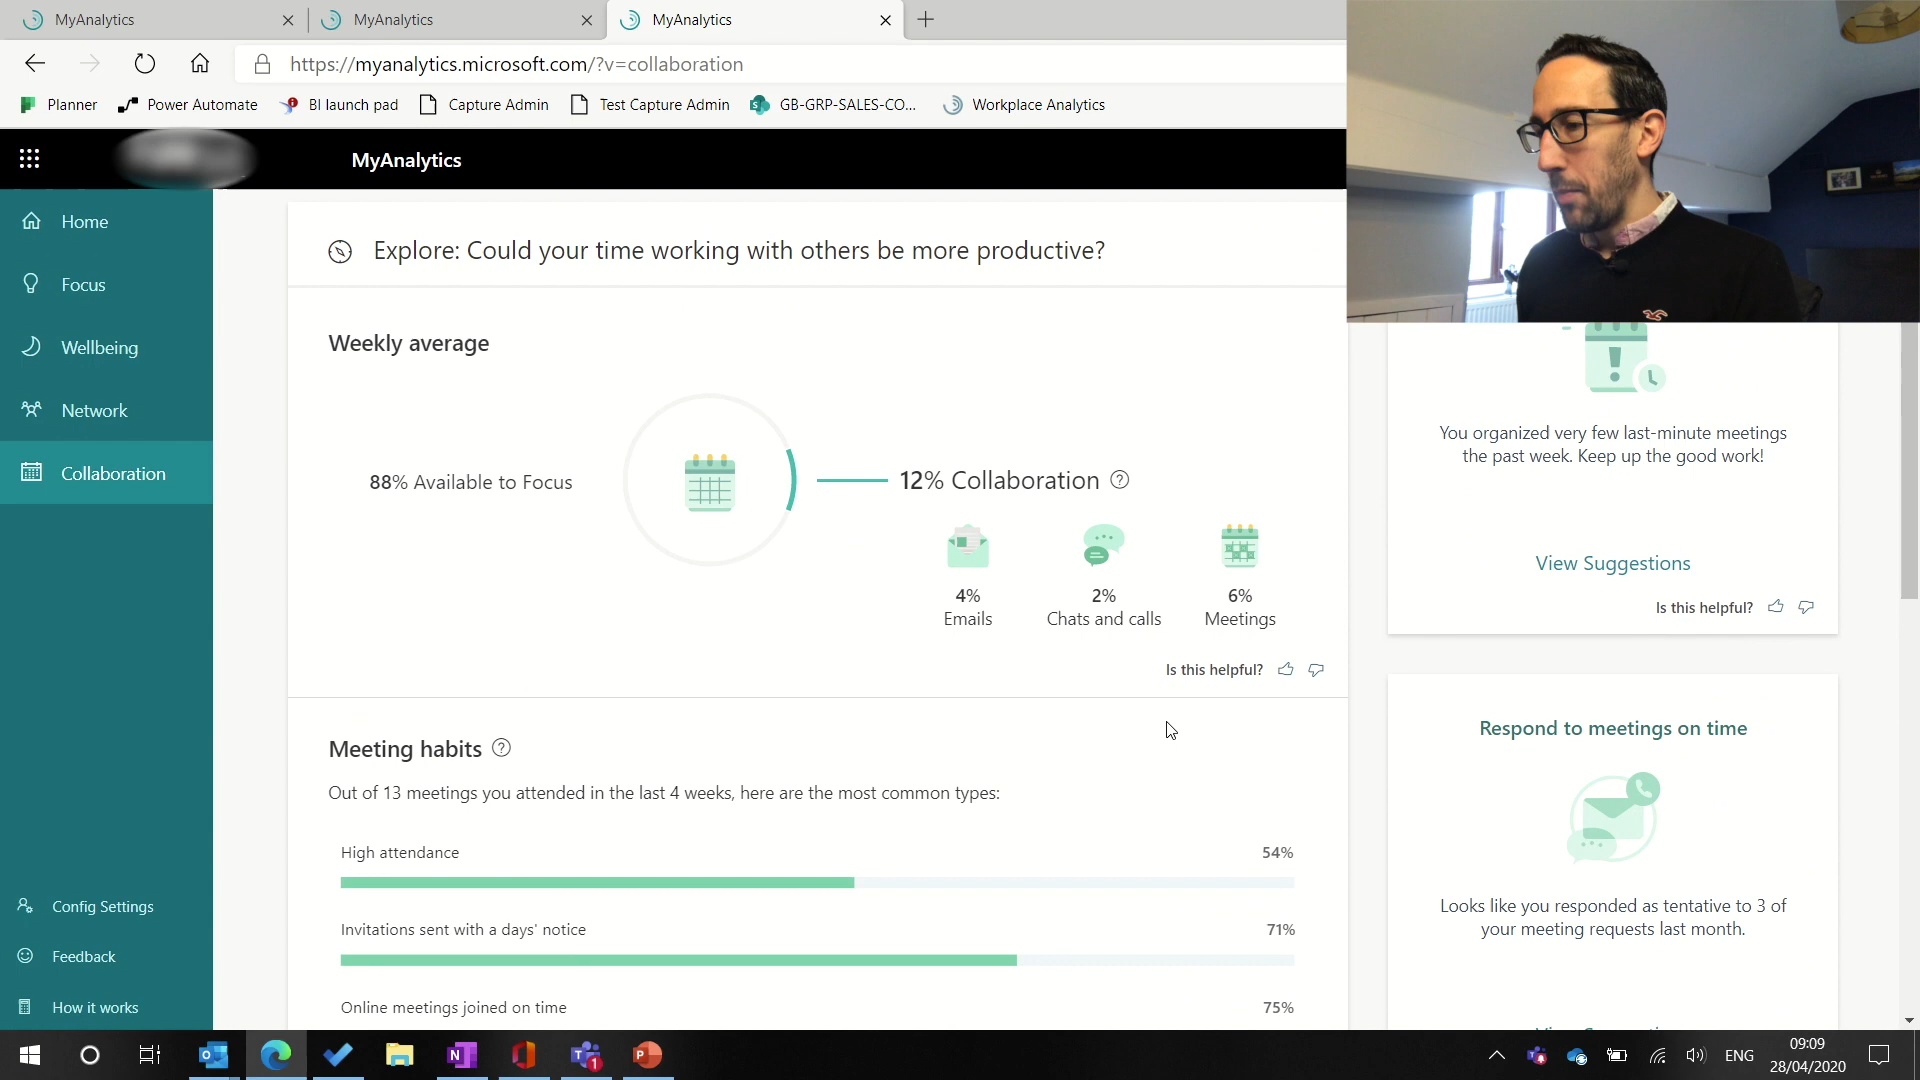 MyAnalytics
MyAnalytics
MyAnalytics
https://myanalytics.microsoft.com/?v=collaboration
Planner
Power Automate
BI launch pad
Capture Admin
Test Capture Admin
GB-GRP-SALES-CO...
Workplace Analytics
MyAnalytics
Home
Focus
Wellbeing
Network
Collaboration
Config Settings
Feedback
How it works
Explore: Could your time working with others be more productive?
Weekly average
88% Available to Focus
12% Collaboration
4%
Emails
2%
Chats and calls
6%
Meetings
Is this helpful?
Meeting habits
Out of 13 meetings you attended in the last 4 weeks, here are the most common types:
High attendance 54%
Invitations sent with a days' notice 71%
Online meetings joined on time 75%
You organized very few last-minute meetings
the past week. Keep up the good work!
View Suggestions
Is this helpful?
Respond to meetings on time
Looks like you responded as tentative to 3 of
your meeting requests last month.
ENG
09:09
28/04/2020